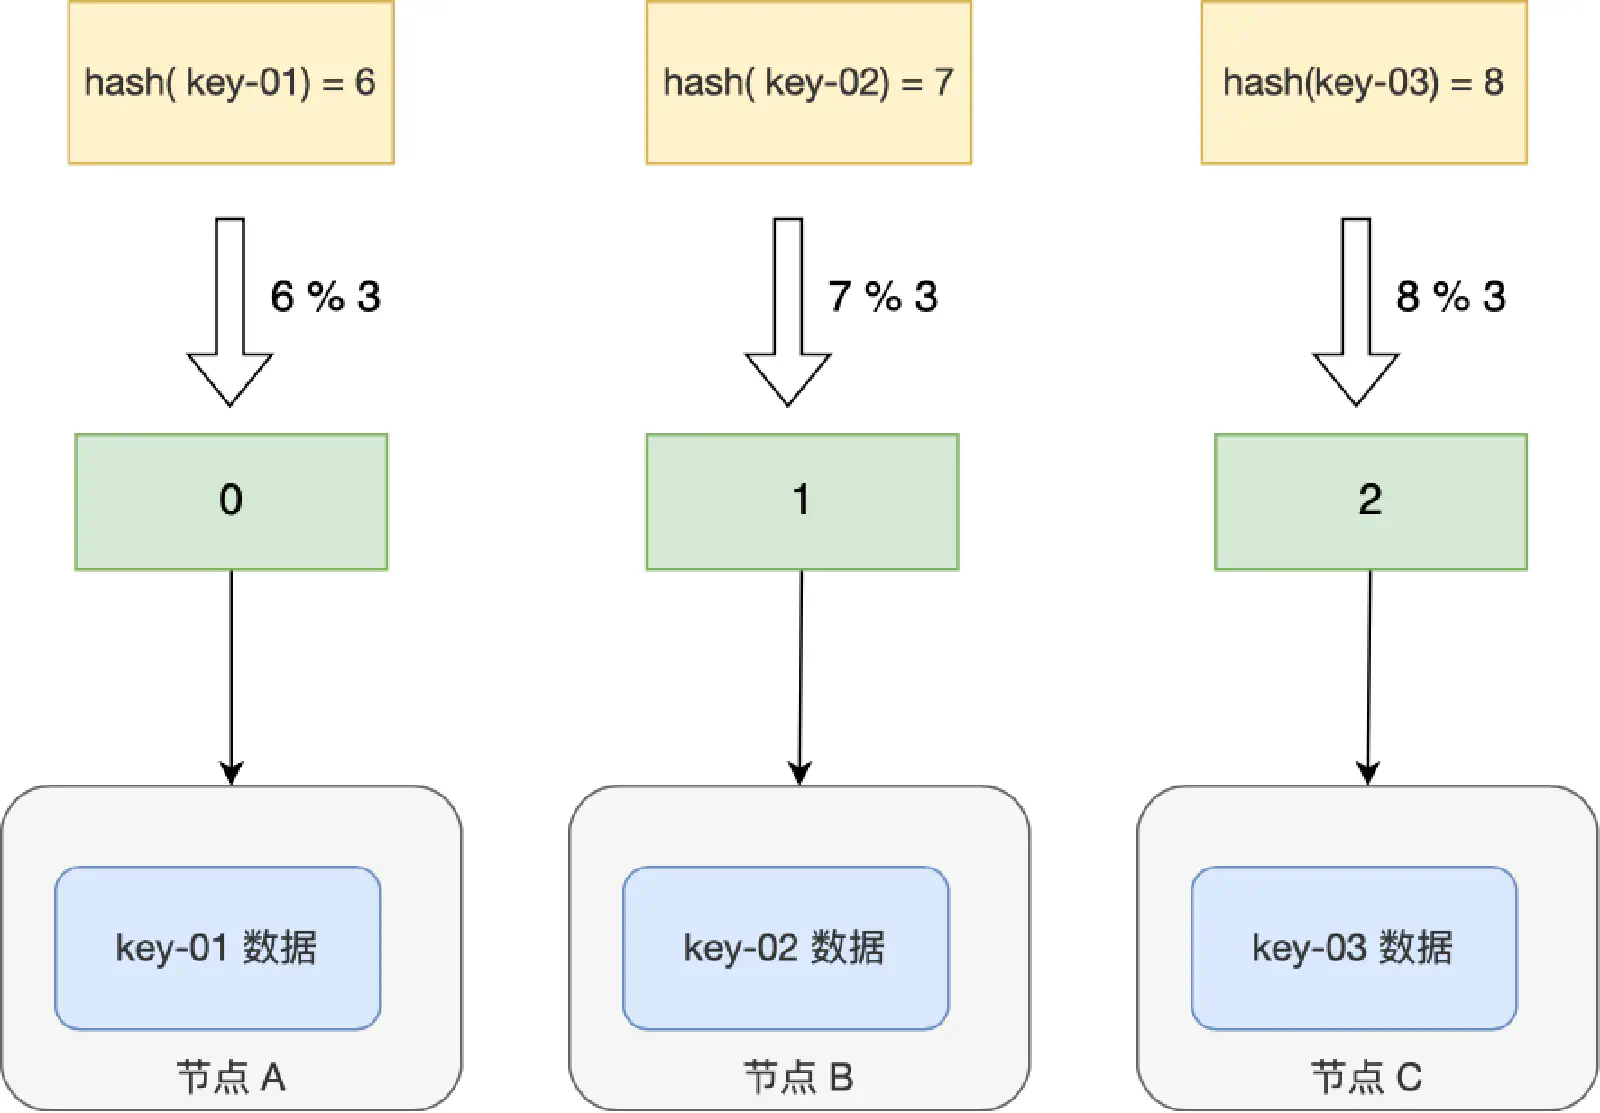 hash( key-01) = 6
hash( key-02) = 7
hash(key-03) = 8
6 % 3
7 % 3
8 % 3
0
1
2
key-01 数据
key-02 数据
key-03 数据
节点 A
节点 B
节点 C